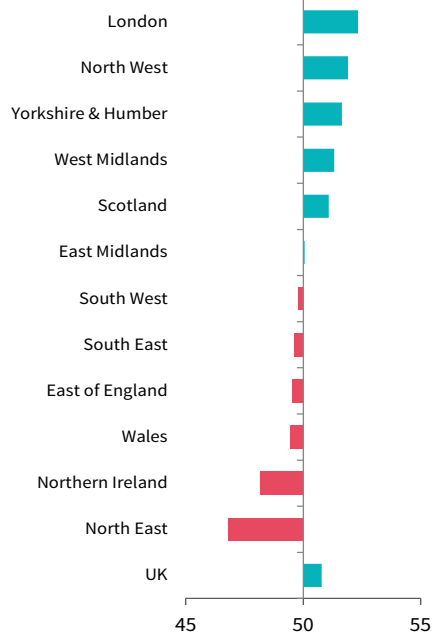 London
North West
Yorkshire & Humber
West Midlands
Scotland
East Midlands
South West
South East
East of England
Wales
Northern Ireland
North East
UK
45 50 55